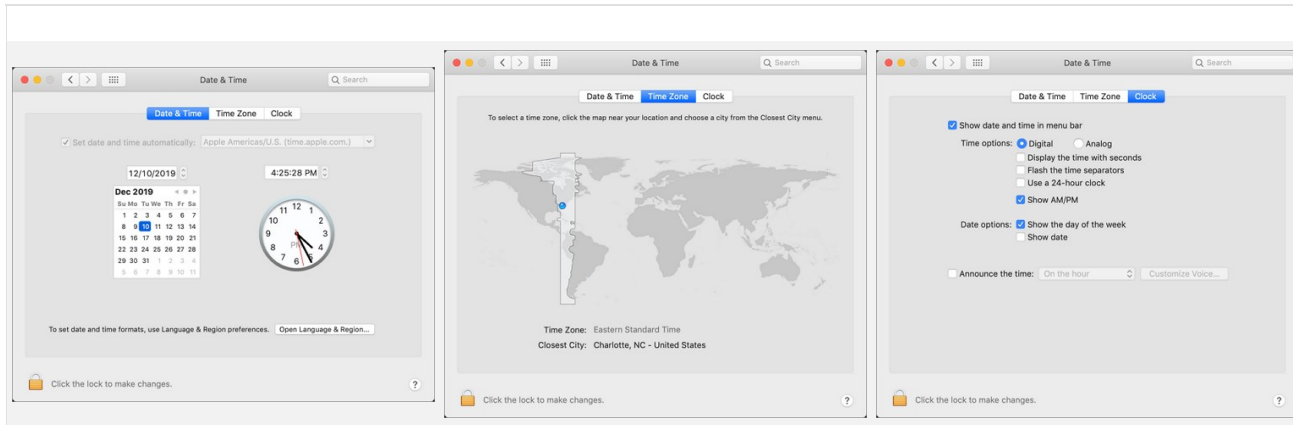 Date & Time
Search
Date & Time Time Zone Clock
Set date and time automatically: Apple Americas/U.S. (time.apple.com.)
12/10/2019 4:25:28 PM
Dec 2019
Su Mo Tu We Th Fr Sa
1 2 3 4 5 6 7
8 9 10 11 12 13 14
15 16 17 18 19 20 21
22 23 24 25 26 27 28
29 30 31 1 2 3 4
5 6 7 8 9 10 11
12
1
2
3
4
5
6
7
8
9
10
11
PM
To set date and time formats, use Language & Region preferences. Open Language & Region...
Click the lock to make changes. ?
Date & Time
Search
Date & Time Time Zone Clock
To select a time zone, click the map near your location and choose a city from the Closest City menu.
Time Zone: Eastern Standard Time
Closest City: Charlotte, NC - United States
Click the lock to make changes. ?
Date & Time
Search
Date & Time Time Zone Clock
Show date and time in menu bar
Time options: Digital Analog
Display the time with seconds
Flash the time separators
Use a 24-hour clock
Show AM/PM
Date options: Show the day of the week
Show date
Announce the time: On the hour Customize Voice...
Click the lock to make changes. ?